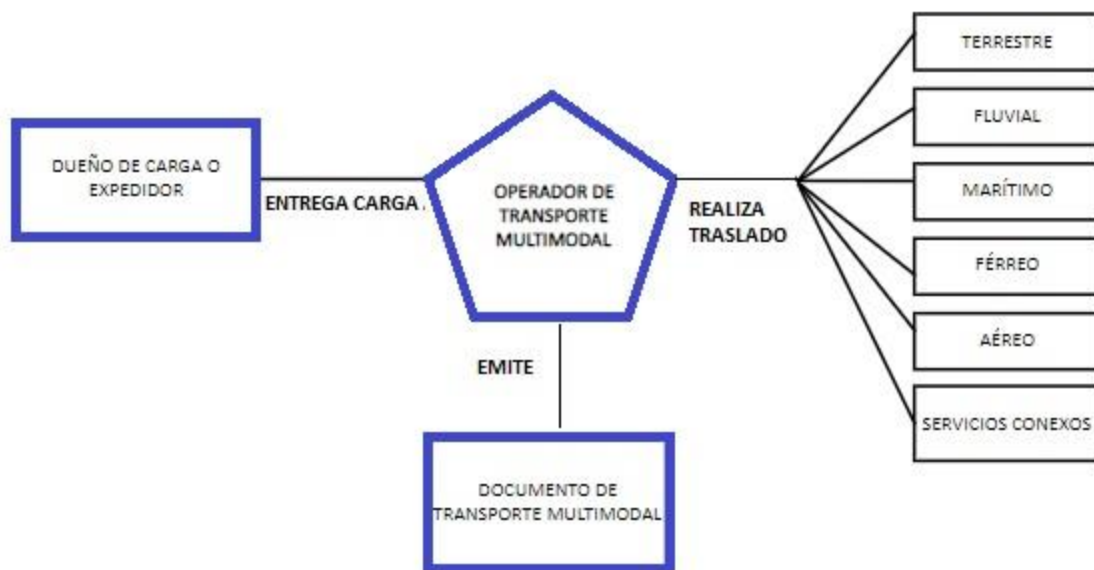 DUEÑO DE CARGA O
EXPEDIDOR
ENTREGA CARGA.
OPERADOR DE
TRANSPORTE
MULTIMODAL
REALIZA
TRASLADO
TERRESTRE
FLUVIAL
MARÍTIMO
FÉRREO
AÉREO
SERVICIOS CONEXOS
EMITE
DOCUMENTO DE
TRANSPORTE MULTIMODAL